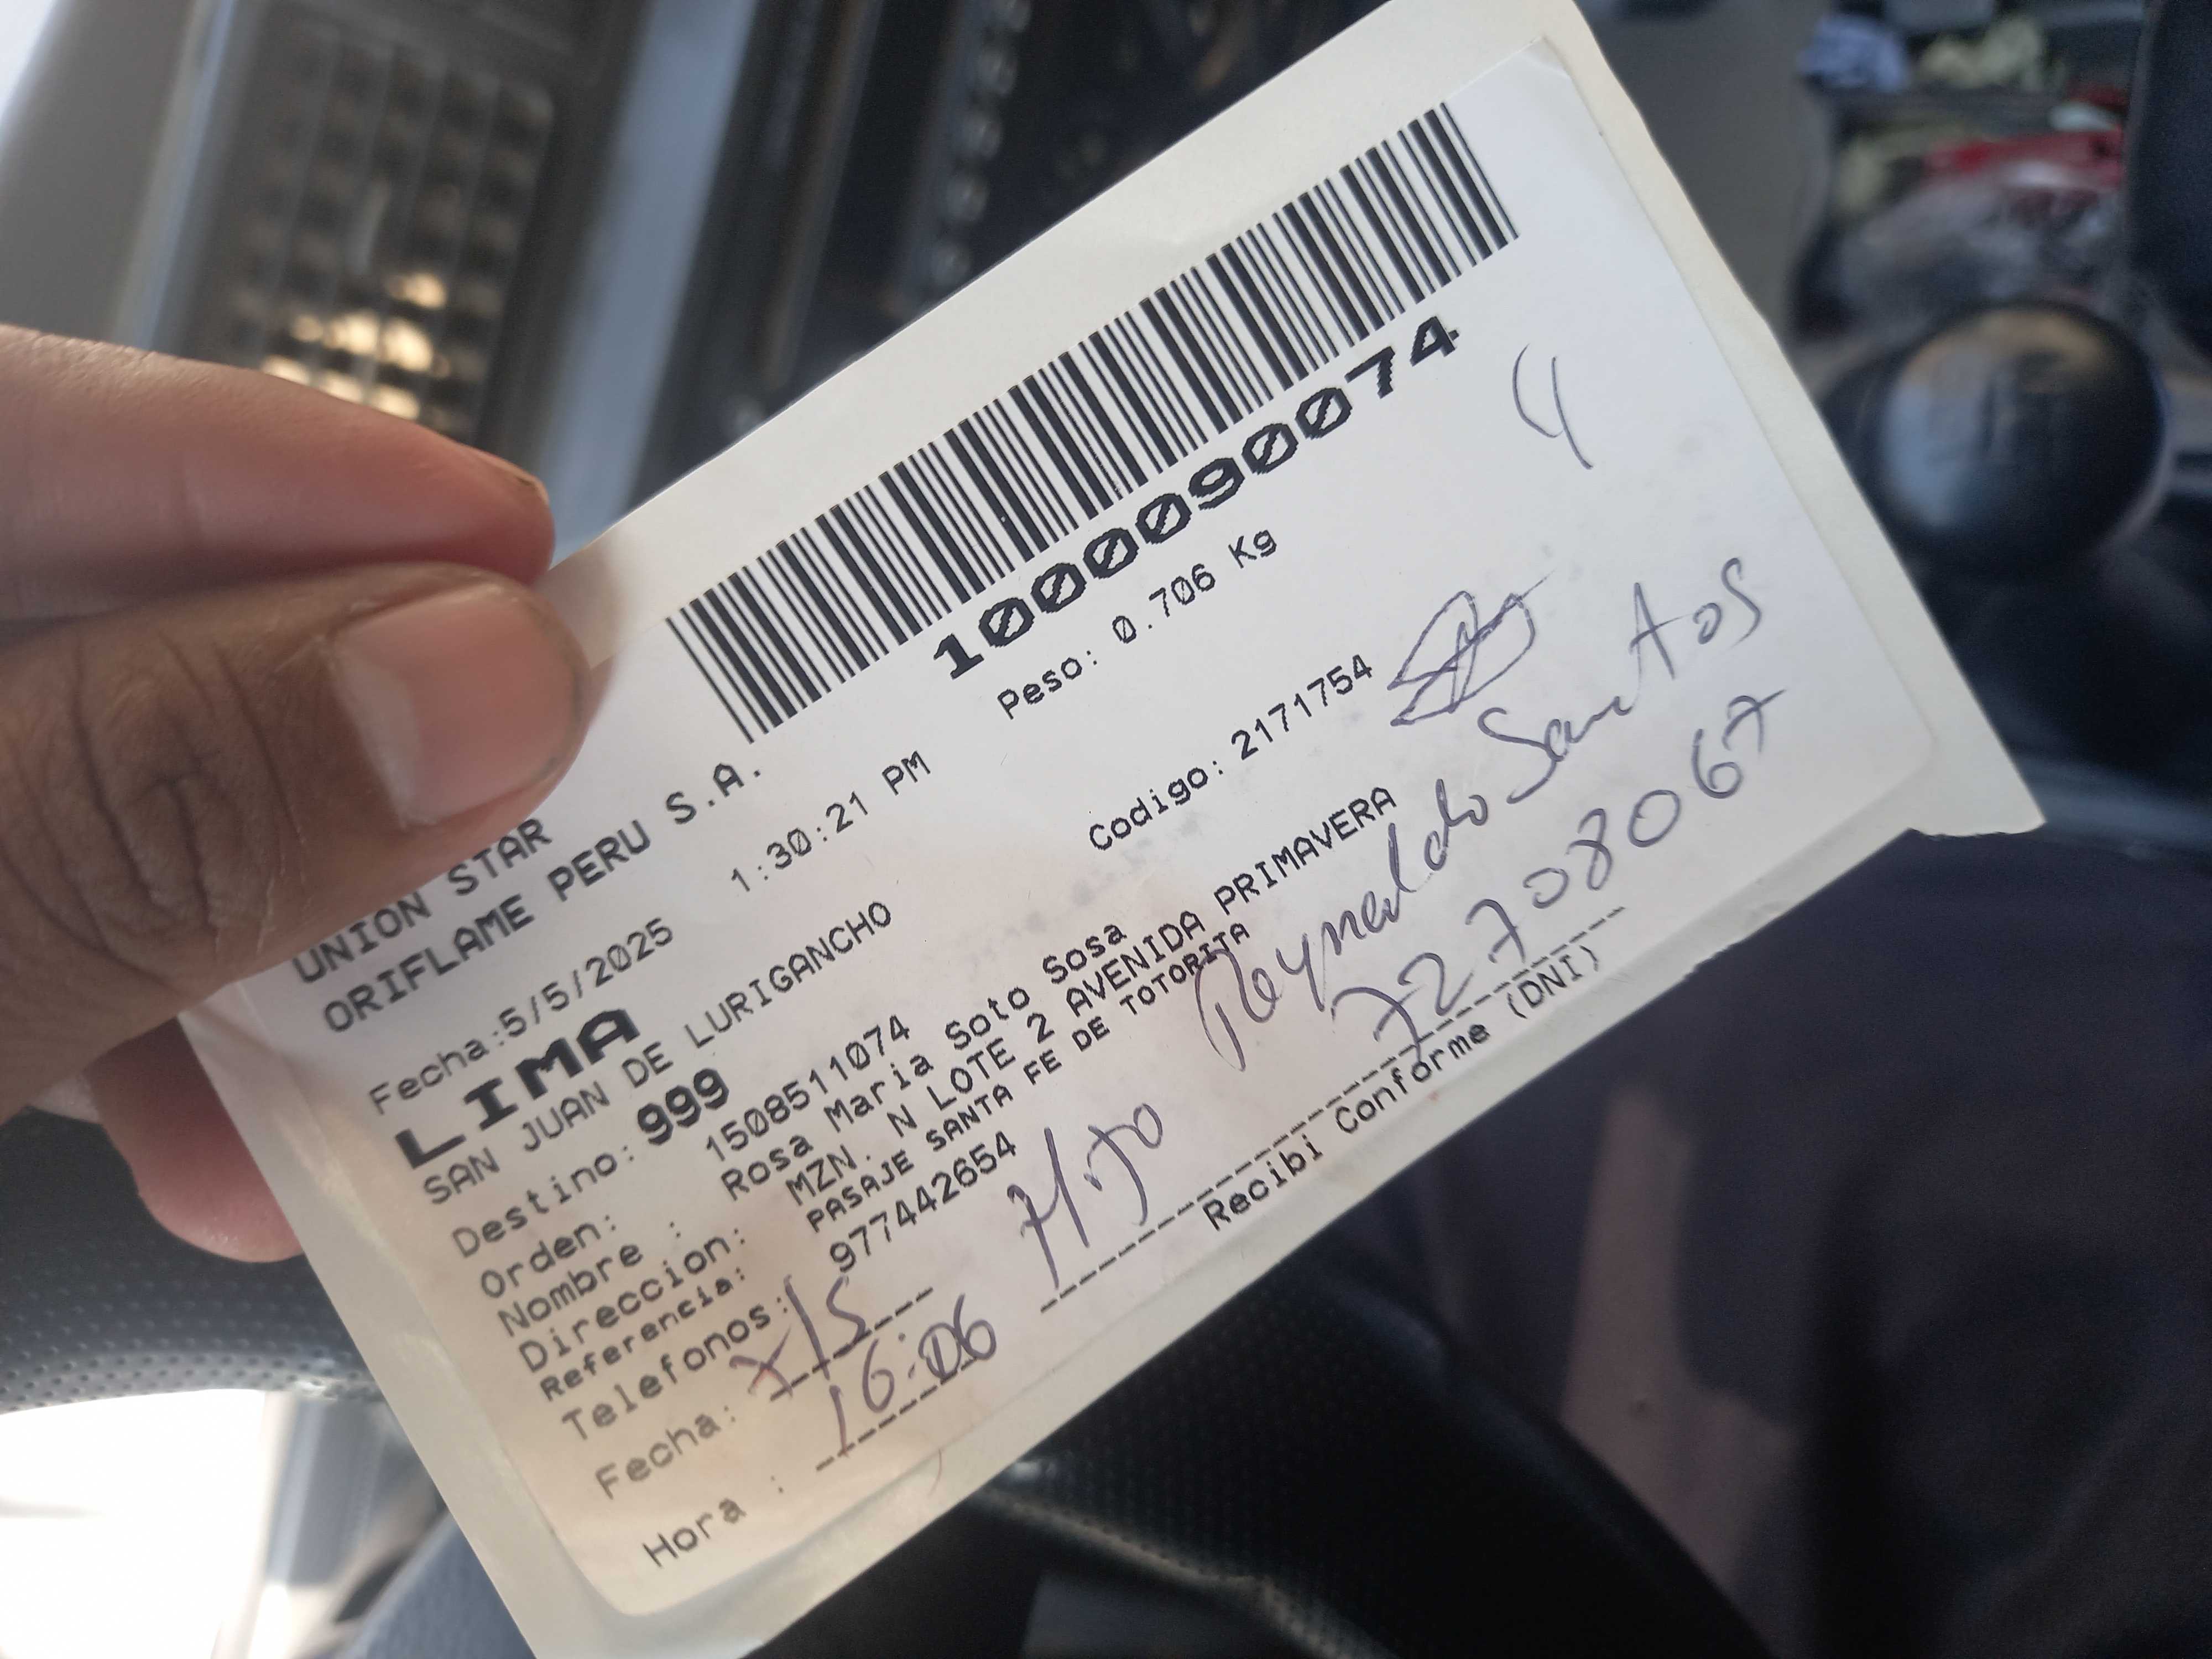 1000090074
Peso: 0.706 Kg
4
UNION STAR
ORIFLAME PERU S.A.
Fecha:5/5/2025 1:30:21 PM
LIMA
SAN JUAN DE LURIGANCHO
Destino: 999 Codigo: 2171754
Orden: 1508511074
Nombre : Rosa Maria Soto Sosa
Direccion: MZN. N LOTE 2 AVENIDA PRIMAVERA
Referencia: PASAJE SANTA FE DE TOTORITA
Telefonos: 977442654
Reynaldo Santos
72708067
Hijo
Fecha: 7/5
Hora : 16:06
Recibi Conforme (DNI)